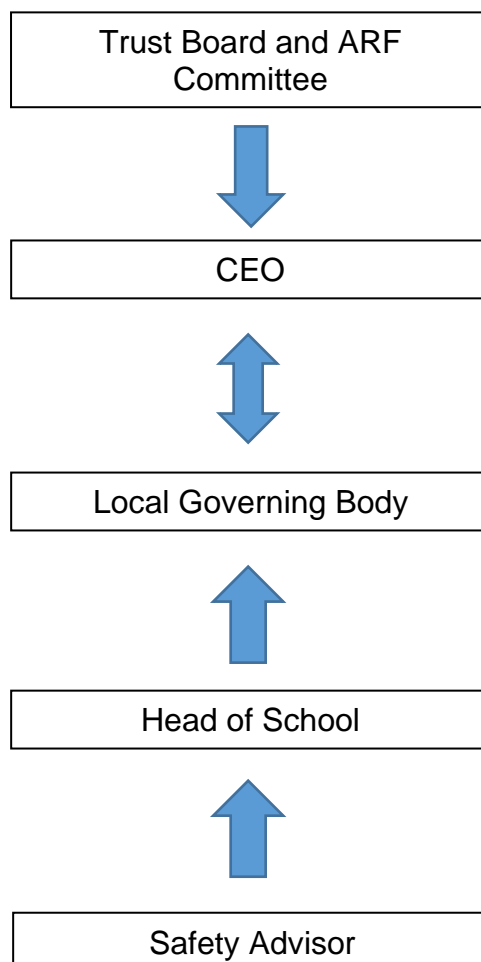 Trust Board and ARF
Committee
CEO
Local Governing Body
Head of School
Safety Advisor